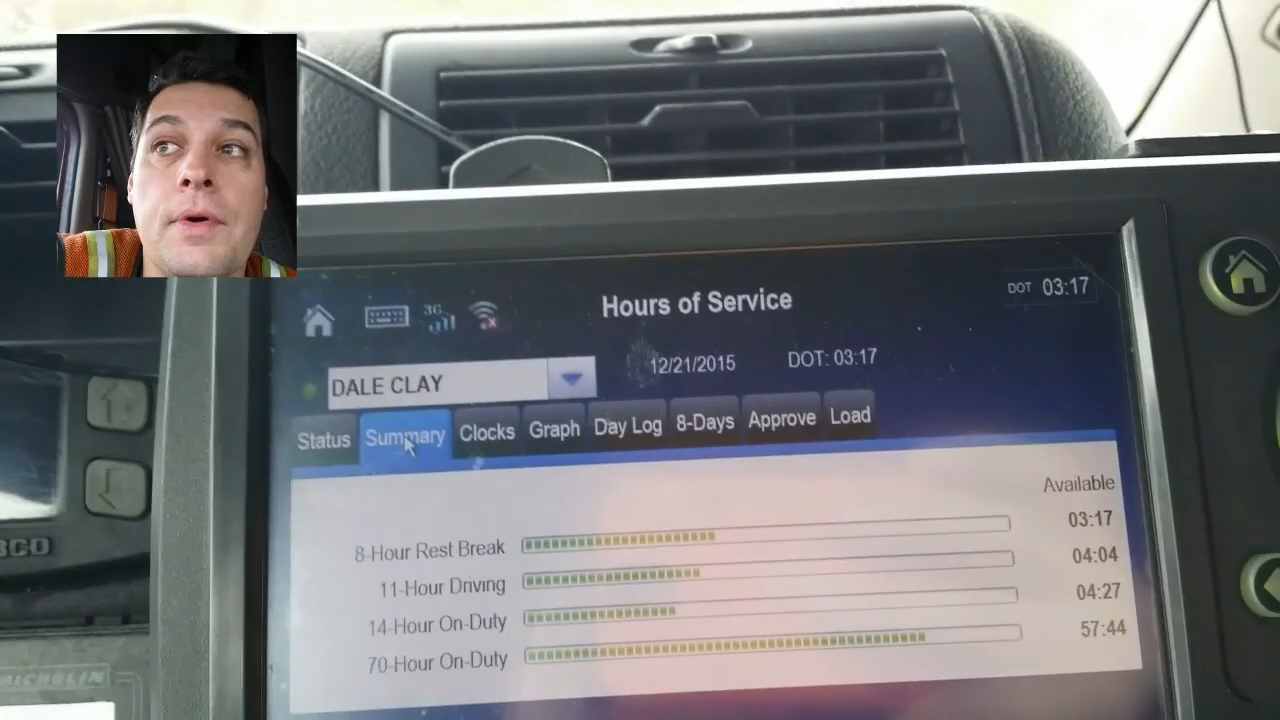 3G
Hours of Service
DOT 03:17
DALE CLAY
12/21/2015
DOT: 03:17
Status Summary Clocks Graph Day Log 8-Days Approve Load
Available
8-Hour Rest Break 03:17
11-Hour Driving 04:04
14-Hour On-Duty 04:27
70-Hour On-Duty 57:44
MICHELIN